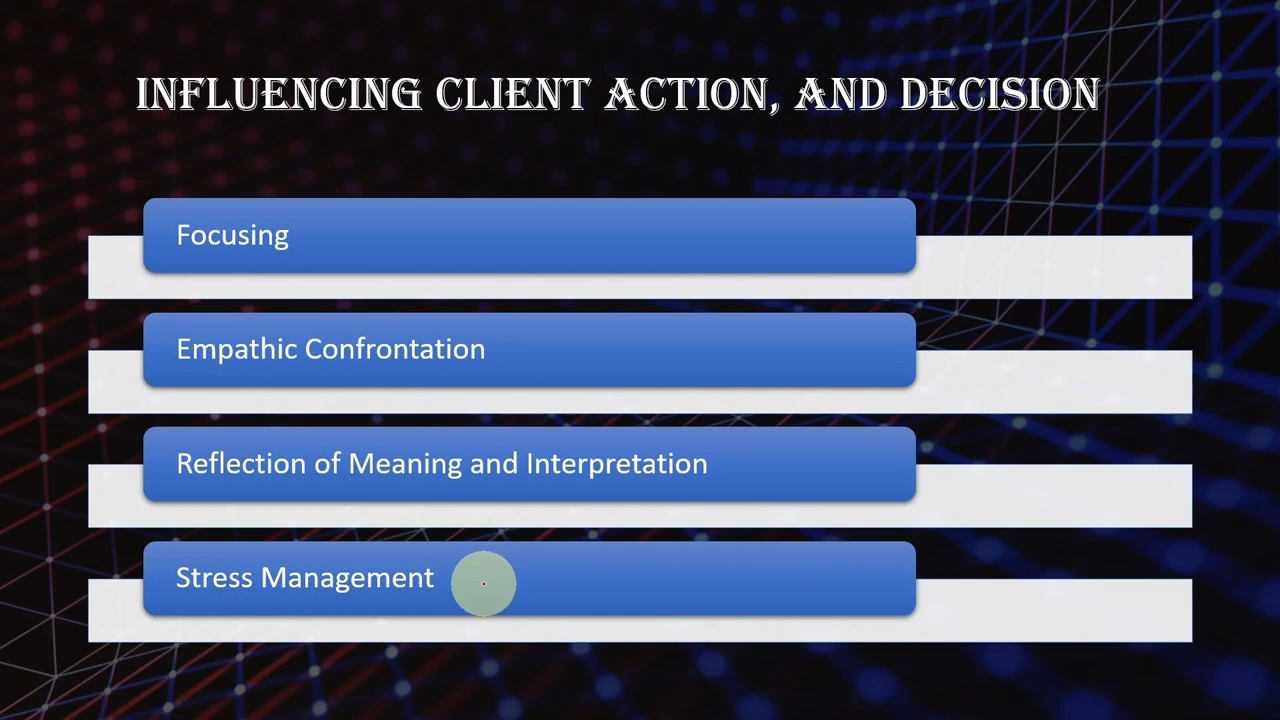 INFLUENCING CLIENT ACTION, AND DECISION
Focusing
Empathic Confrontation
Reflection of Meaning and Interpretation
Stress Management